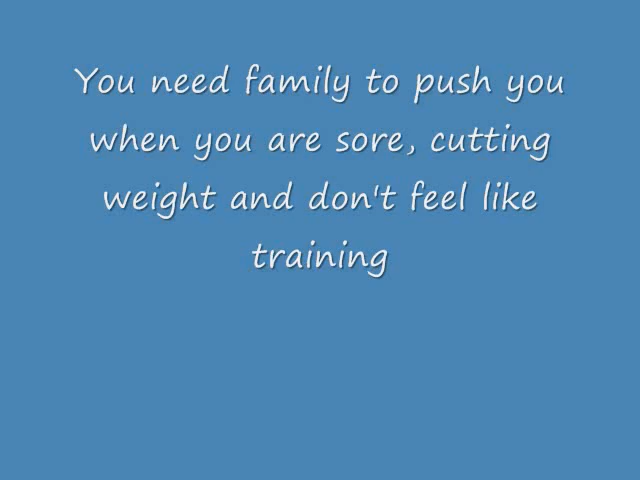 You need family to push you
when you are sore, cutting
weight and don't feel like
training